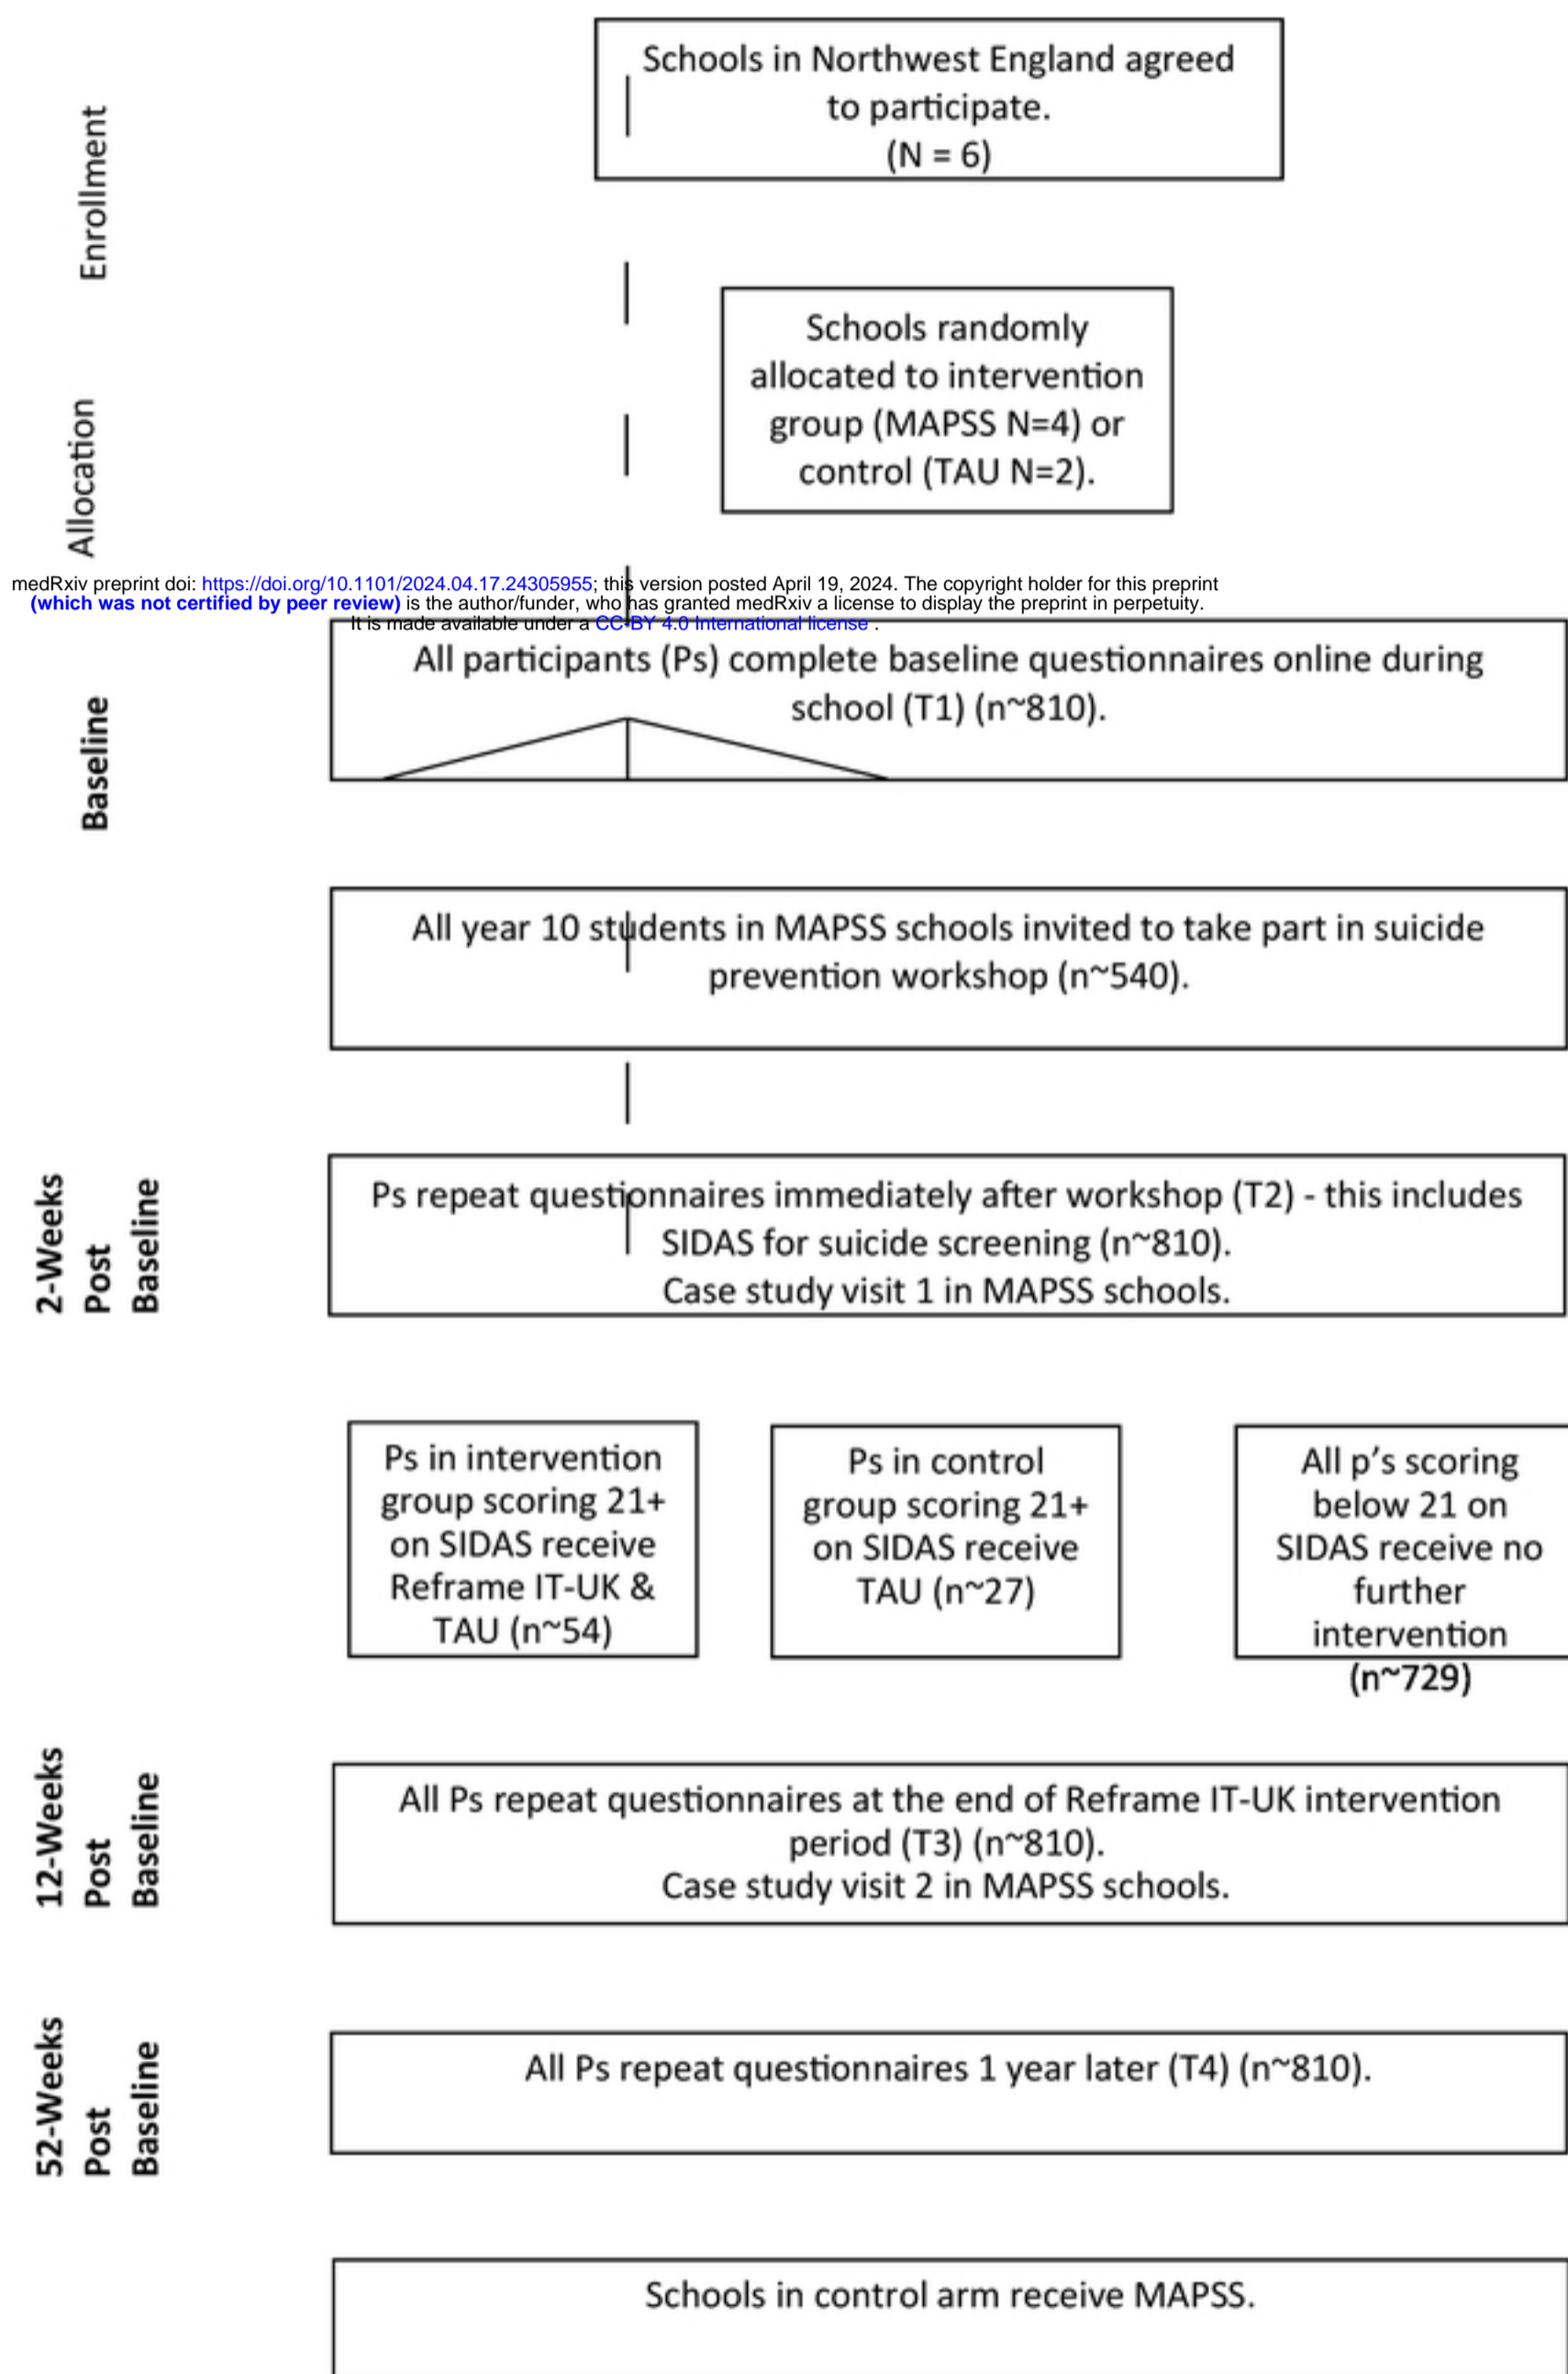 Enrollment
Schools in Northwest England agreed
to participate.
(N = 6)
Allocation
Schools randomly
allocated to intervention
group (MAPSS N=4) or
control (TAU N=2).
medRxiv preprint doi: https://doi.org/10.1101/2024.04.17.24305955; this version posted April 19, 2024. The copyright holder for this preprint
(which was not certified by peer review) is the author/funder, who has granted medRxiv a license to display the preprint in perpetuity.
It is made available under a CC-BY 4.0 International license .
Baseline
All participants (Ps) complete baseline questionnaires online during
school (T1) (n~810).
All year 10 students in MAPSS schools invited to take part in suicide
prevention workshop (n~540).
2-Weeks
Post
Baseline
Ps repeat questionnaires immediately after workshop (T2) - this includes
SIDAS for suicide screening (n~810).
Case study visit 1 in MAPSS schools.
Ps in intervention
group scoring 21+
on SIDAS receive
Reframe IT-UK &
TAU (n~54)
Ps in control
group scoring 21+
on SIDAS receive
TAU (n~27)
All p’s scoring
below 21 on
SIDAS receive no
further
intervention
(n~729)
12-Weeks
Post
Baseline
All Ps repeat questionnaires at the end of Reframe IT-UK intervention
period (T3) (n~810).
Case study visit 2 in MAPSS schools.
52-Weeks
Post
Baseline
All Ps repeat questionnaires 1 year later (T4) (n~810).
Schools in control arm receive MAPSS.